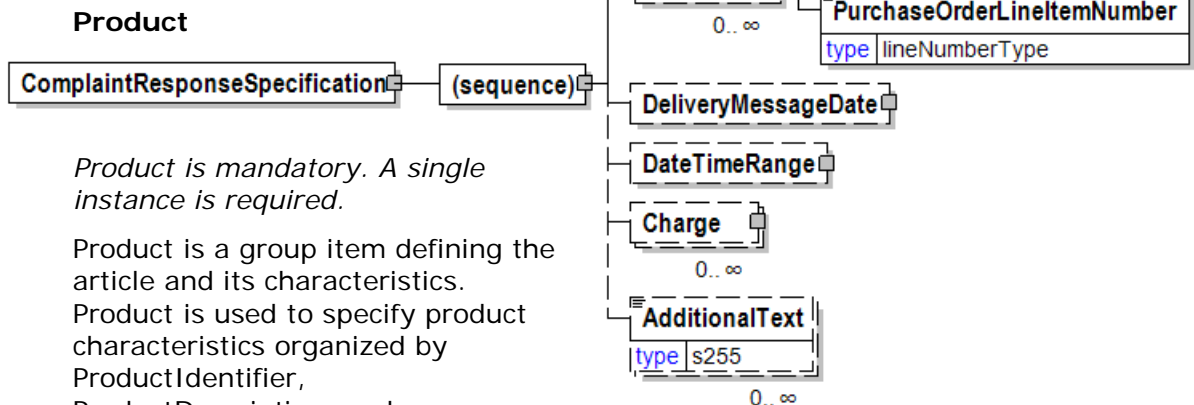 Product
0.. ∞
PurchaseOrderLineItemNumber
type lineNumberType
ComplaintResponseSpecification
(sequence)
DeliveryMessageDate
Product is mandatory. A single
instance is required.
DateTimeRange
Charge
0.. ∞
Product is a group item defining the
article and its characteristics.
Product is used to specify product
characteristics organized by
ProductIdentifier,
AdditionalText
type s255
0.. ∞